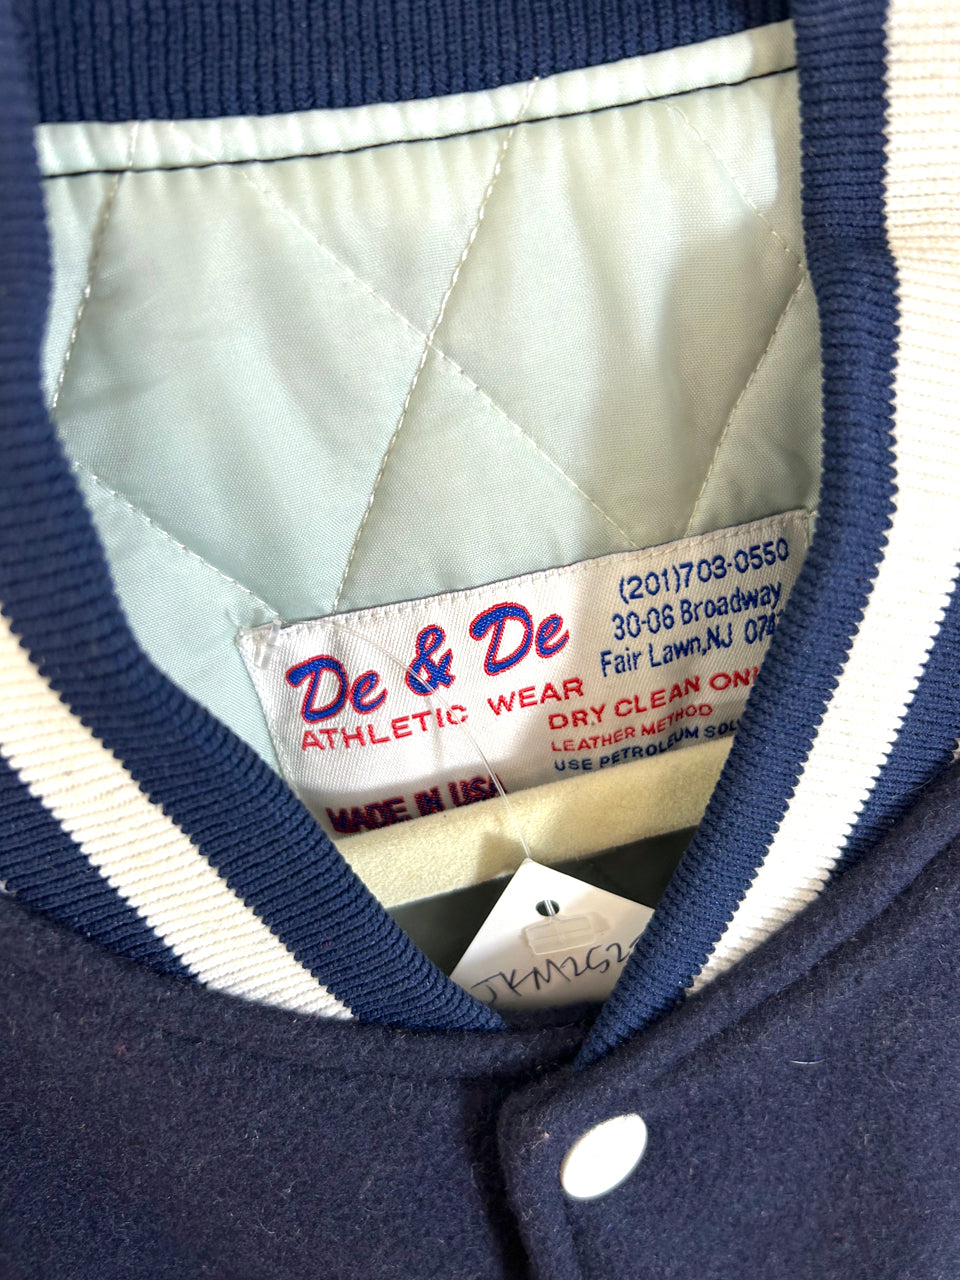 De & De
ATHLETIC WEAR
MADE IN USA
(201)703-0550
30-06 Broadway
Fair Lawn,NJ
DRY CLEAN
LEATHER METHOD
USE PETROLEUM